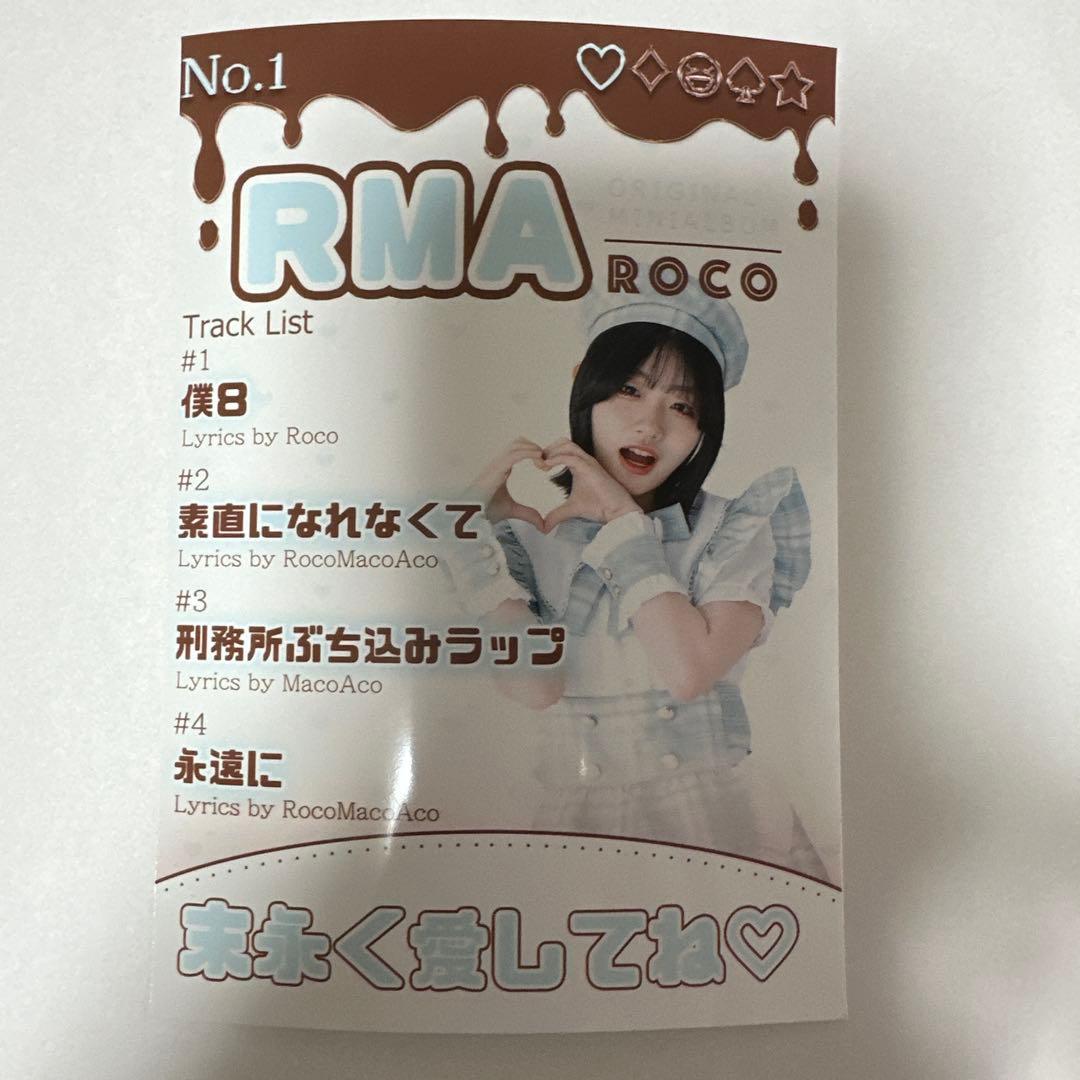 No.1
RMA
ORIGINAL
MINIALBUM
ROCO
Track List
#1
僕8
Lyrics by Roco
#2
素直になれなくて
Lyrics by RocoMacoAco
#3
刑務所ぶち込みラップ
Lyrics by MacoAco
#4
永遠に
Lyrics by RocoMacoAco
末永く愛してね♡